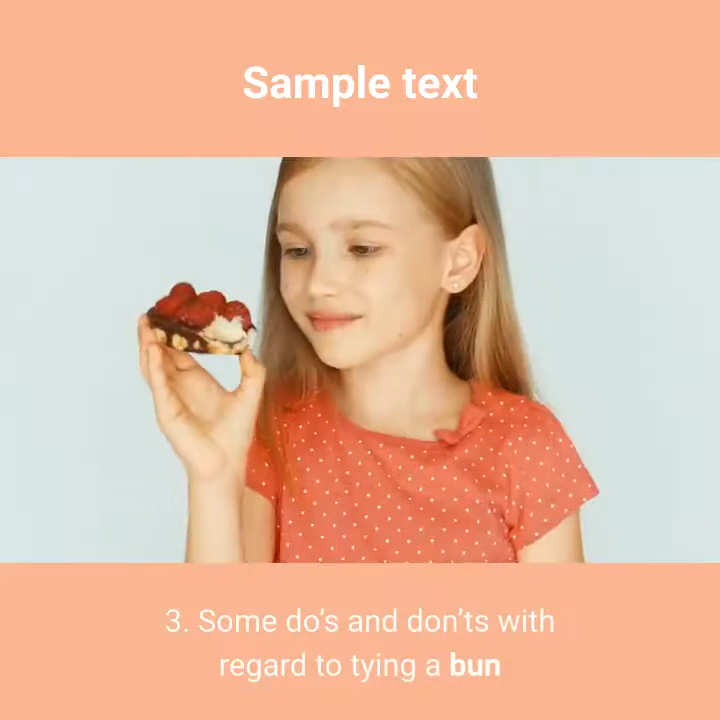 Sample text
3. Some do’s and don’ts with
regard to tying a bun